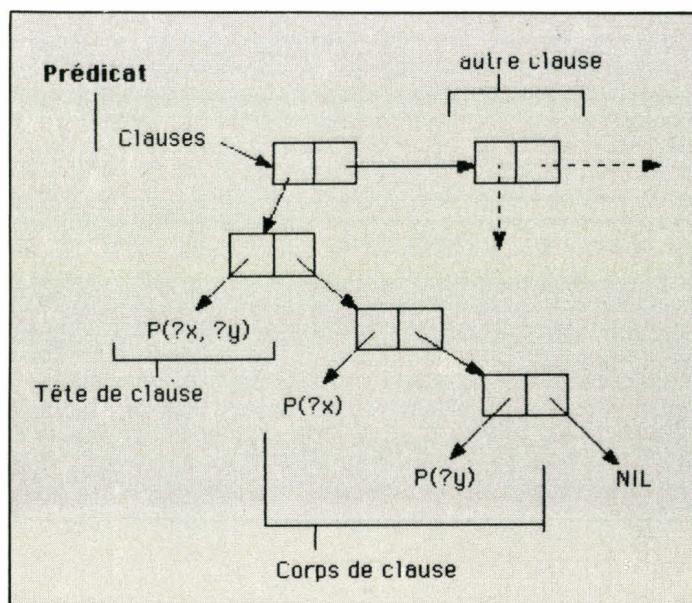 Prédicat
autre clause
Clauses
P(?x, ?y)
Tête de clause
P(?x)
P(?y)
NIL
Corps de clause